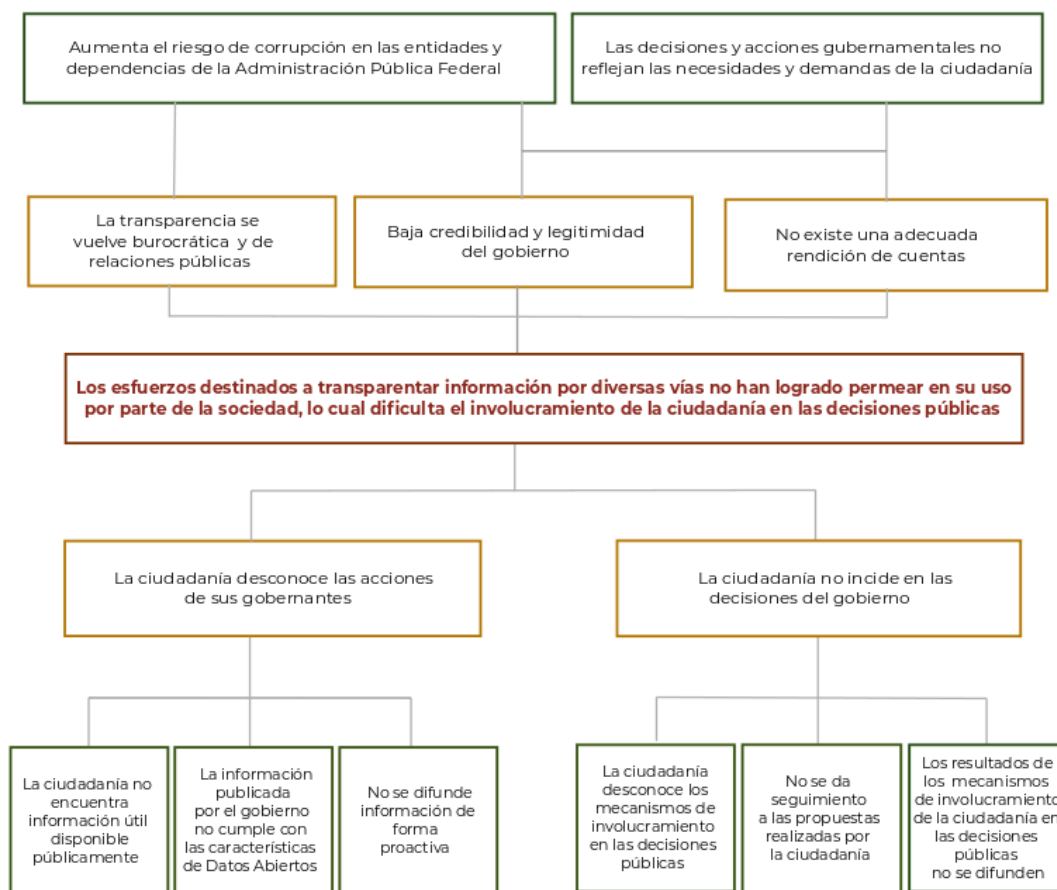 Aumenta el riesgo de corrupción en las entidades y
dependencias de la Administración Pública Federal
Las decisiones y acciones gubernamentales no
reflejan las necesidades y demandas de la ciudadanía
La transparencia se
vuelve burocrática y de
relaciones públicas
Baja credibilidad y legitimidad
del gobierno
No existe una adecuada
rendición de cuentas
Los esfuerzos destinados a transparentar información por diversas vías no han logrado permear en su uso
por parte de la sociedad, lo cual dificulta el involucramiento de la ciudadanía en las decisiones públicas
La ciudadanía desconoce las acciones
de sus gobernantes
La ciudadanía no incide en las
decisiones del gobierno
La ciudadanía no
encuentra
información útil
disponible
públicamente
La información
publicada
por el gobierno
no cumple con
las características
de Datos Abiertos
No se difunde
información de
forma
proactiva
La ciudadanía
desconoce los
mecanismos de
involucramiento
en las decisiones
públicas
No se da
seguimiento
a las propuestas
realizadas por
la ciudadanía
Los resultados de
los mecanismos
de involucramiento
de la ciudadanía en
las decisiones
públicas
no se difunden